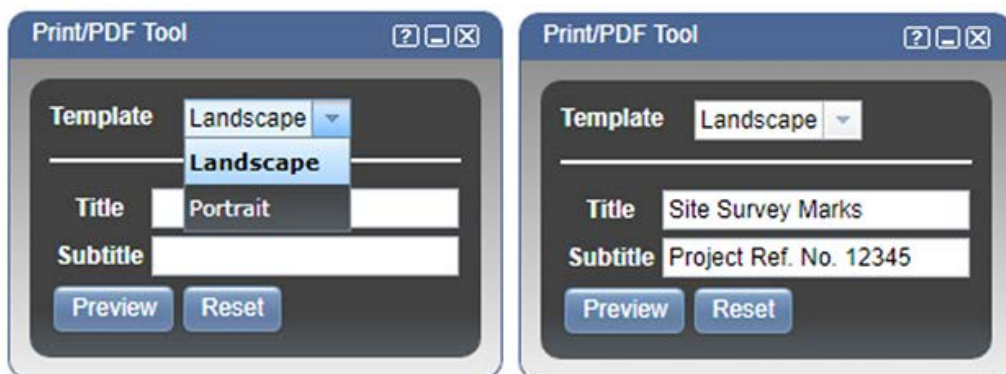 Print/PDF Tool ?
Template Landscape
Landscape
Portrait
Title
Subtitle
Preview Reset
Print/PDF Tool ?
Template Landscape
Title Site Survey Marks
Subtitle Project Ref. No. 12345
Preview Reset